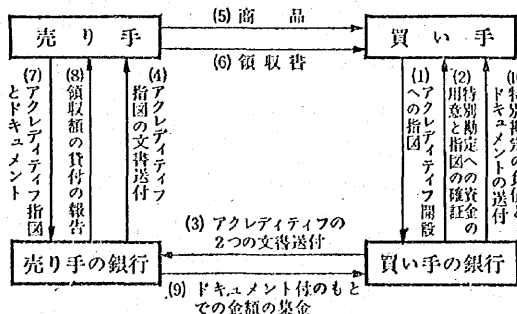 (5) 商品
売り手
買い手
(6) 領収書
(7)アクレディティフ指図
とドキュメント
(8)領収額の貸付の報告
(4)アクレディティフ
指図の文書送付
(1)アクレディティフ開設
への指図
(2)特別勘定への資金の
用意と指図の確証
ドキュメントの送付
(3) アクレディティフの
2つの文書送付
売り手の銀行
買い手の銀行
(9) ドキュメント付のもと
での金額の集金